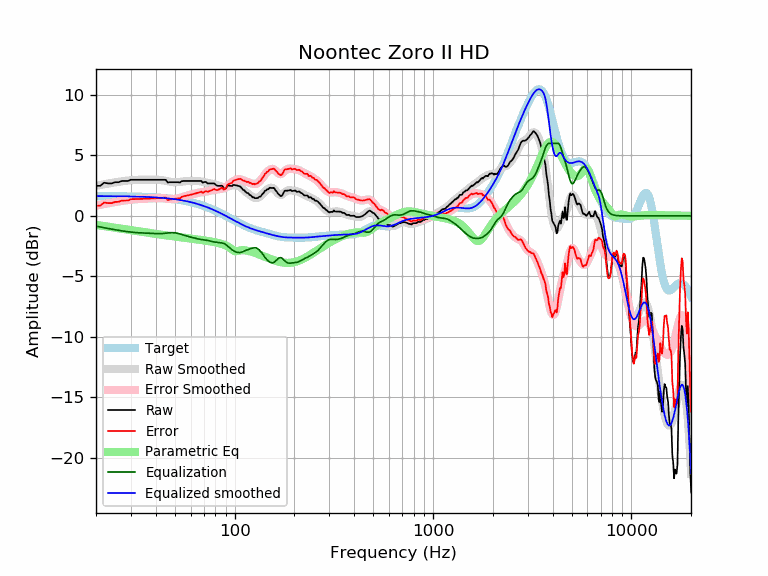 Noontec Zoro II HD
10
5
0
−5
−10
−15
−20
Amplitude (dBr)
Target
Raw Smoothed
Error Smoothed
Raw
Error
Parametric Eq
Equalization
Equalized smoothed
100
1000
10000
Frequency (Hz)